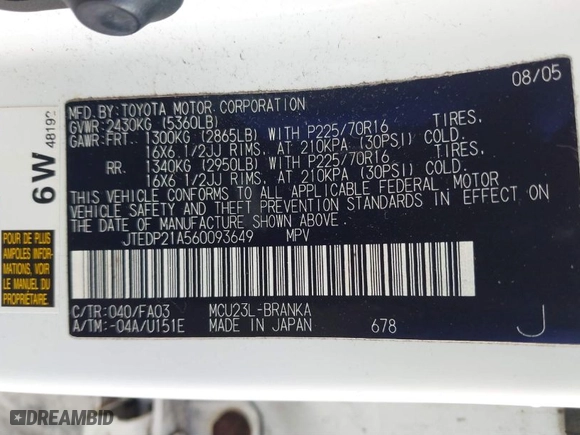 08/05
MFD. BY: TOYOTA MOTOR CORPORATION
GVWR: 2430KG (5360LB)
GAWR: FRT. 1300KG (2865LB) WITH P225/70R16 TIRES,
16X6 1/2JJ RIMS, AT 210KPA (30PSI) COLD.
RR. 1340KG (2950LB) WITH P225/70R16 TIRES,
16X6 1/2JJ RIMS, AT 210KPA (30PSI) COLD.
THIS VEHICLE CONFORMS TO ALL APPLICABLE FEDERAL MOTOR
VEHICLE SAFETY AND THEFT PREVENTION STANDARDS IN EFFECT ON
THE DATE OF MANUFACTURE SHOWN ABOVE.
JTEDP21A560093649 MPV
C/TR: 040/FA03 MCU23L-BRANKA
A/TM: -04A/U151E MADE IN JAPAN 678 J
6W
48192
POUR DE PLUS
AMPLES
INFORMATIONS, VOIR LE
MANUEL DU
PROPRIÉTAIRE
DREAMBID